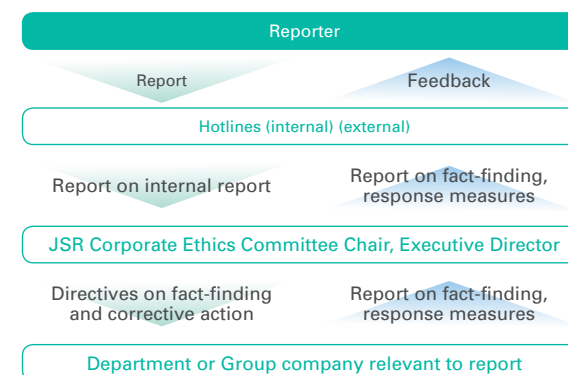 Reporter
Report
Feedback
Hotlines (internal) (external)
Report on internal report
Report on fact-finding,
response measures
JSR Corporate Ethics Committee Chair, Executive Director
Directives on fact-finding
and corrective action
Report on fact-finding,
response measures
Department or Group company relevant to report